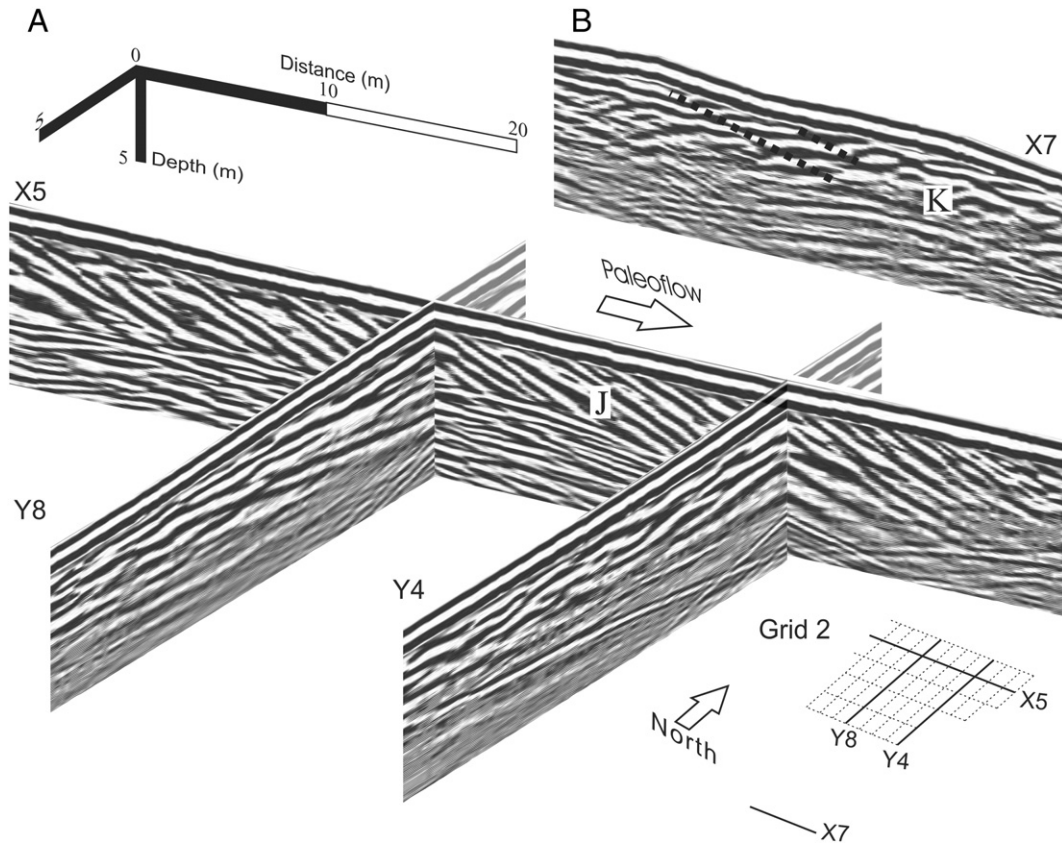 A
B
0
Distance (m)
10
20
5
5
Depth (m)
X5
X7
K
Paleoflow
J
Y8
Y4
Grid 2
North
X5
Y8
Y4
X7